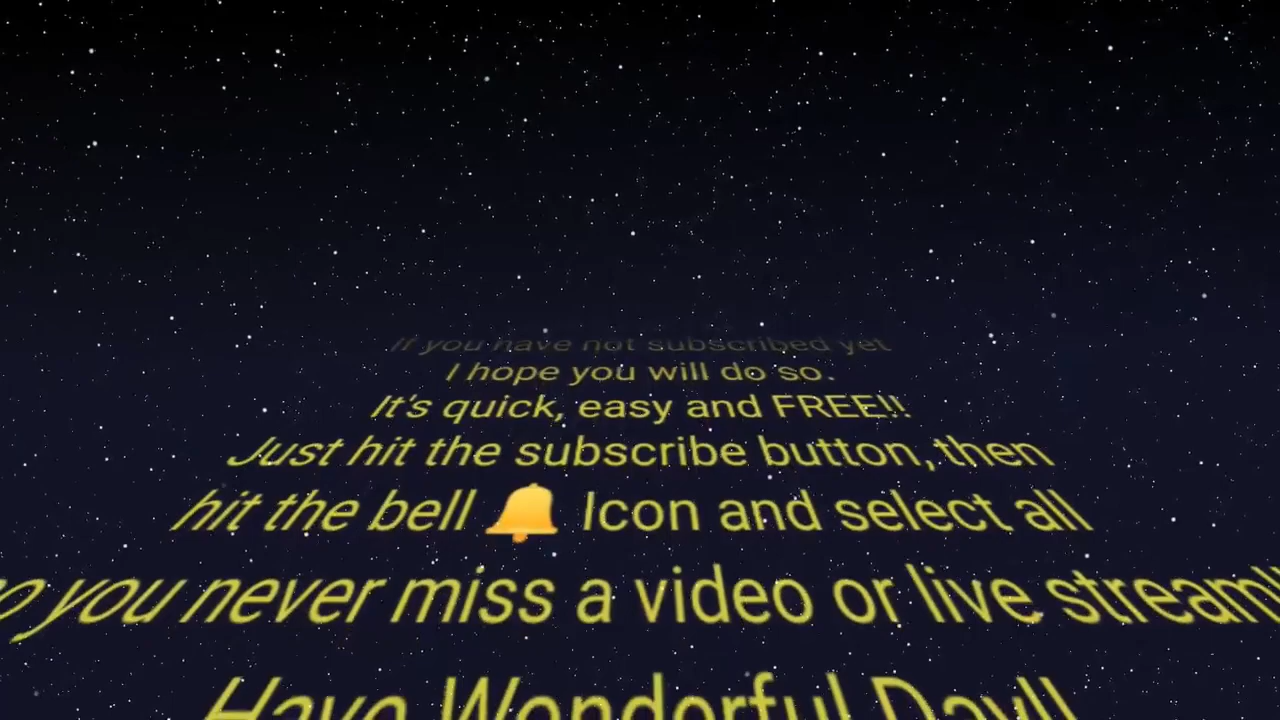 If you have not subscribed yet
I hope you will do so.
It's quick, easy and FREE!!
Just hit the subscribe button, then
hit the bell 🔔 Icon and select all
so you never miss a video or live stream!!
Have Wonderful Day!!